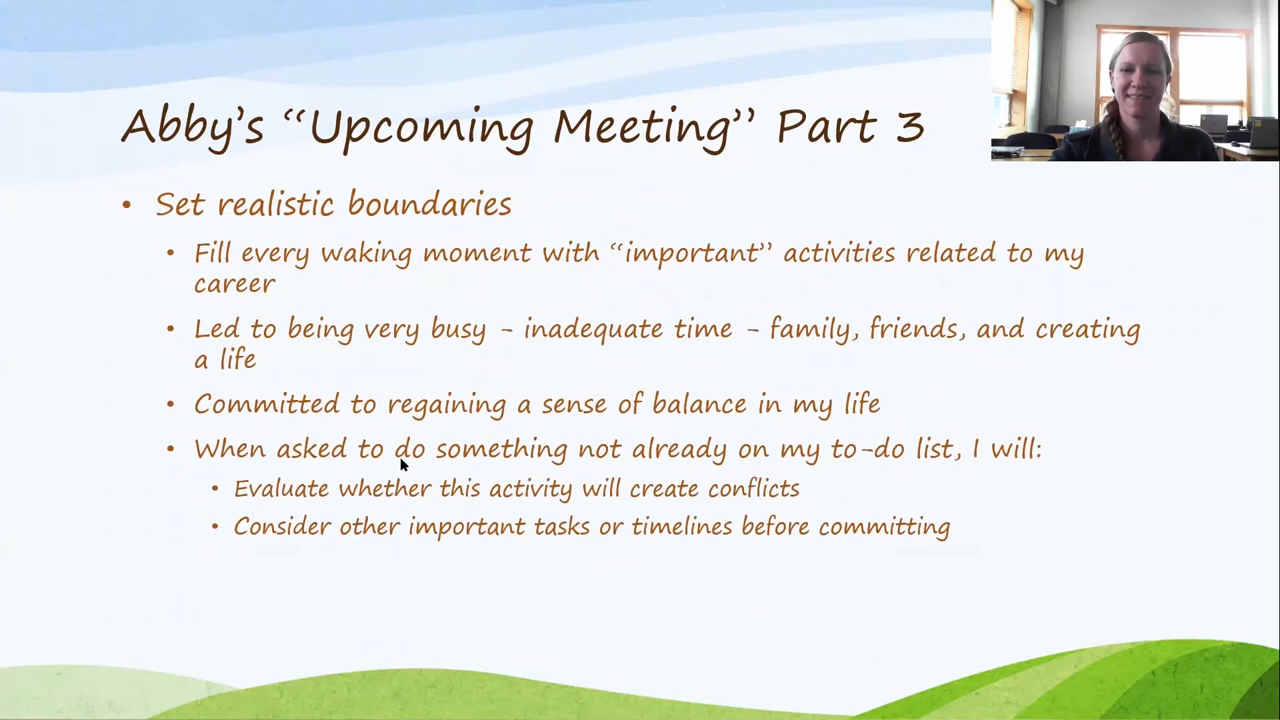 Abby’s “Upcoming Meeting” Part 3
• Set realistic boundaries
• Fill every waking moment with “important” activities related to my
career
• Led to being very busy - inadequate time - family, friends, and creating
a life
• Committed to regaining a sense of balance in my life
• When asked to do something not already on my to-do list, I will:
• Evaluate whether this activity will create conflicts
• Consider other important tasks or timelines before committing